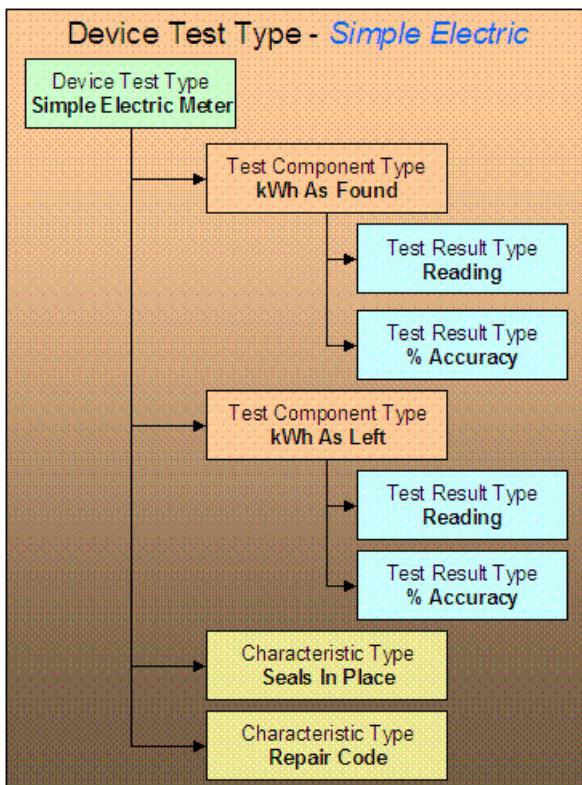 Device Test Type - Simple Electric
Device Test Type
Simple Electric Meter
Test Component Type
kWh As Found
Test Result Type
Reading
Test Result Type
% Accuracy
Test Component Type
kWh As Left
Test Result Type
Reading
Test Result Type
% Accuracy
Characteristic Type
Seals In Place
Characteristic Type
Repair Code